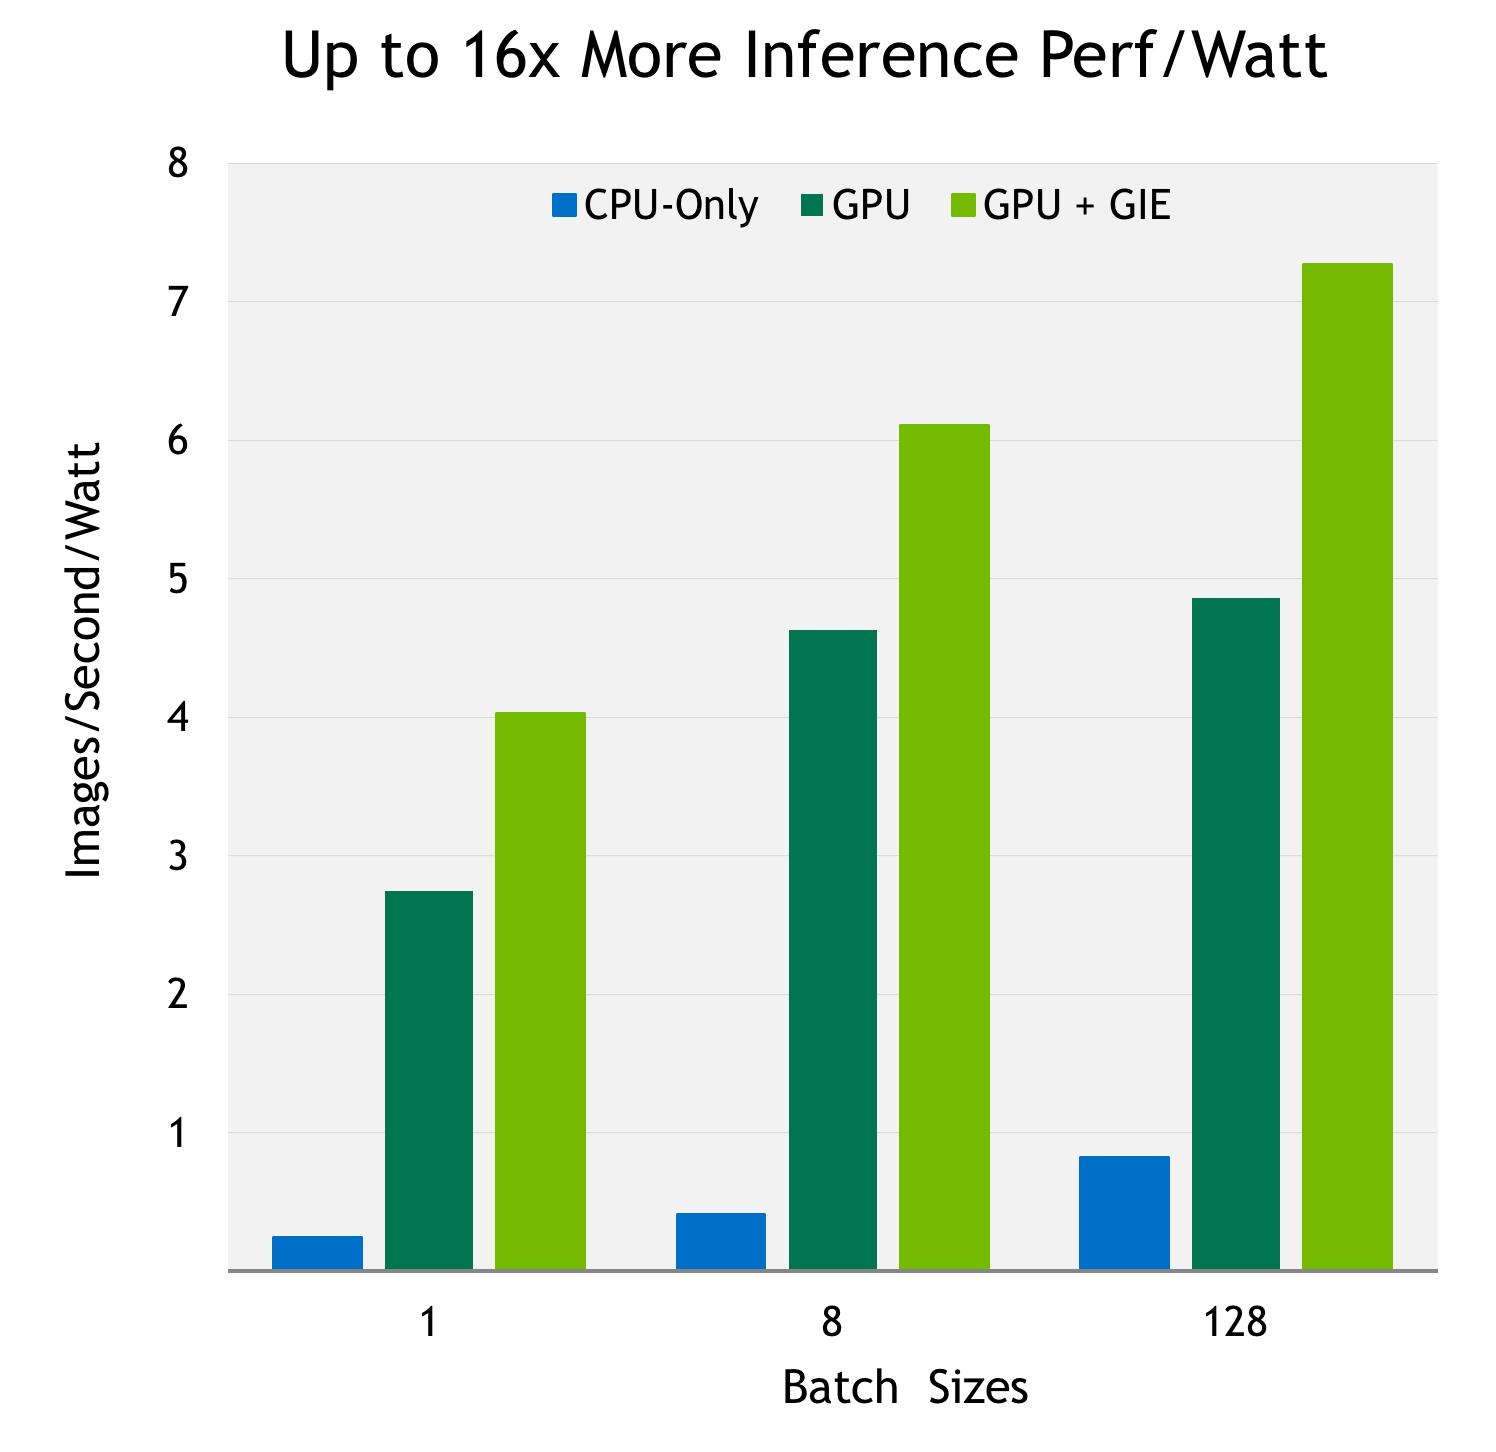 Up to 16x More Inference Perf/Watt
CPU-Only GPU GPU + GIE
8
7
6
5
4
3
2
1
Images/Second/Watt
1 8 128
Batch Sizes